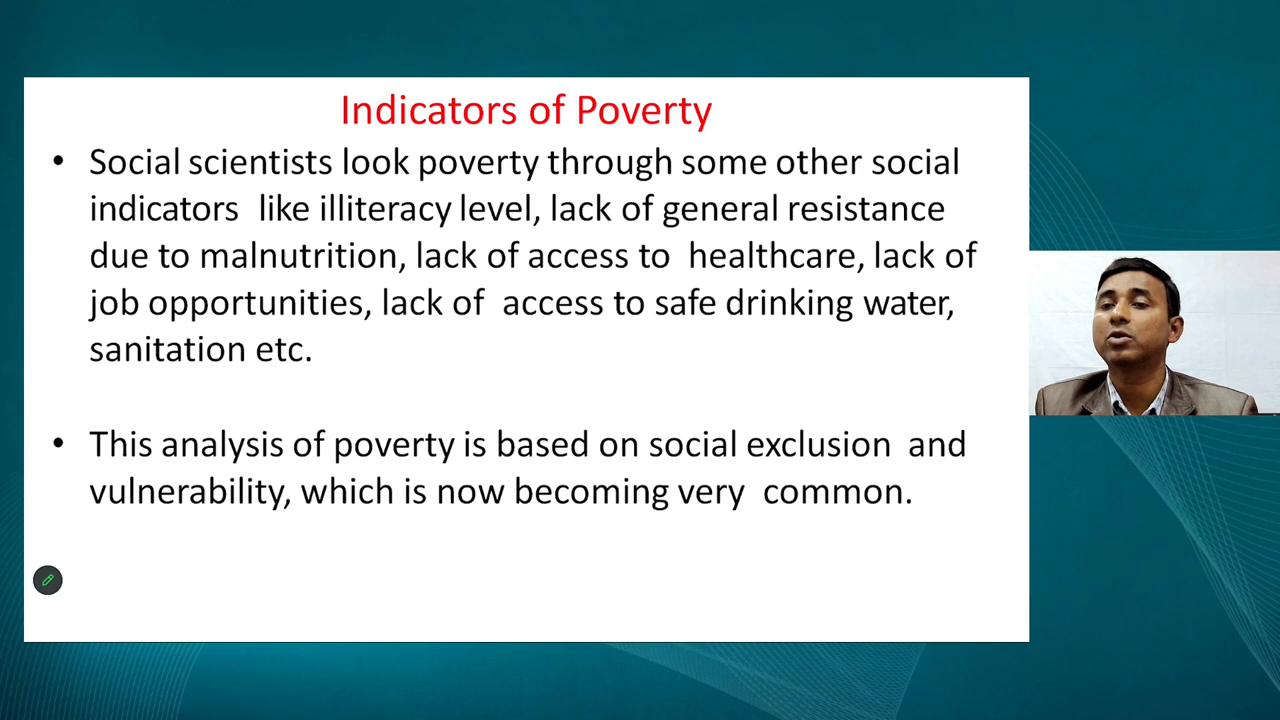 Indicators of Poverty
• Social scientists look poverty through some other social
indicators like illiteracy level, lack of general resistance
due to malnutrition, lack of access to healthcare, lack of
job opportunities, lack of access to safe drinking water,
sanitation etc.
• This analysis of poverty is based on social exclusion and
vulnerability, which is now becoming very common.